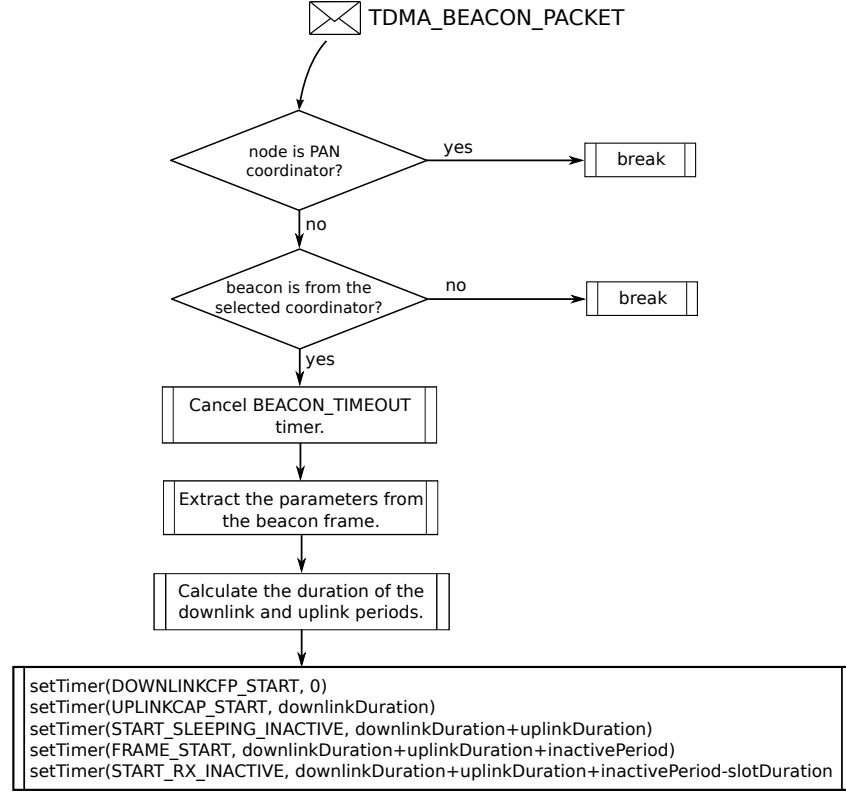 TDMA_BEACON_PACKET
node is PAN
coordinator?
yes
break
no
beacon is from the
selected coordinator?
no
break
yes
Cancel BEACON_TIMEOUT
timer.
Extract the parameters from
the beacon frame.
Calculate the duration of the
downlink and uplink periods.
setTimer(DOWNLINKCFP_START, 0)
setTimer(UPLINKCAP_START, downlinkDuration)
setTimer(START_SLEEPING_INACTIVE, downlinkDuration+uplinkDuration)
setTimer(FRAME_START, downlinkDuration+uplinkDuration+inactivePeriod)
setTimer(START_RX_INACTIVE, downlinkDuration+uplinkDuration+inactivePeriod-slotDuration